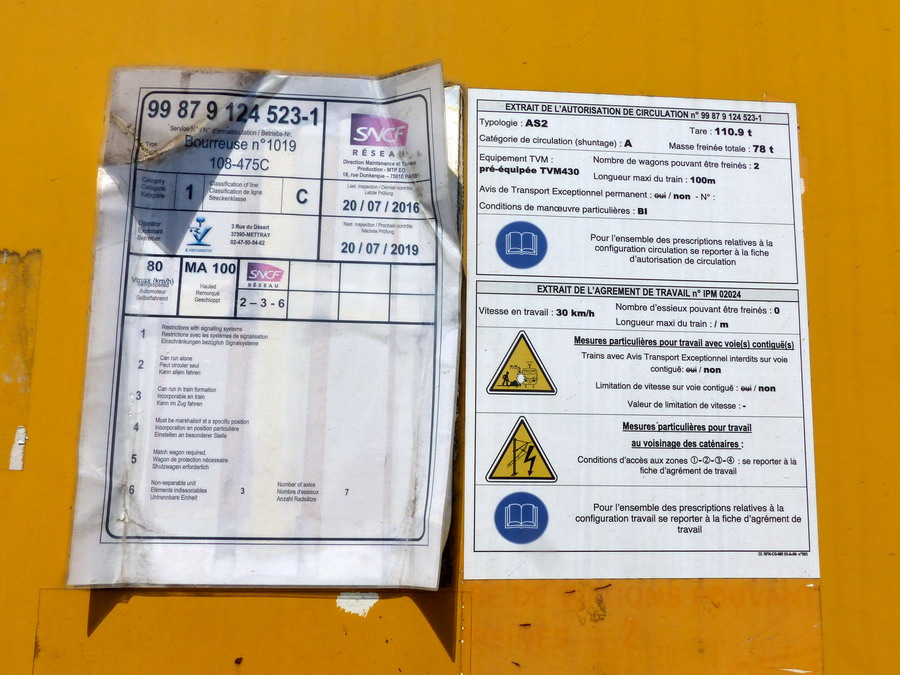 99 87 9 124 523-1
Service N° / N° d'immatriculation / Betriebs-Nr.
Type
Bourreuse n°1019
108-475C
SNCF
RÉSEAU
Direction Maintenance et Travaux
Production - MTP. EO
18, rue Dunkerque - 75010 PARIS
Category
Catégorie
Kategorie
1
Classification of line
Classification de ligne
Streckenklasse
C
Last Inspection / Dernier contrôle
Letzte Prüfung
20 / 07 / 2016
Operator
Exploitant
Betreiber
3 Rue du Désert
37390-METTRAY
02-47-50-04-02
Next Inspection / Prochain contrôle
Nächste Prüfung
20 / 07 / 2019
80
Vmax (km/h)
Automoteur
Selbstfahrend
MA 100
Hauled
Remorqué
Geschleppt
SNCF
RÉSEAU
2 – 3 - 6
1 Restrictions with signalling systems
Restrictions avec les systèmes de signalisation
Einschränkungen bezüglich Signalsysteme
2 Can run alone
Peut circuler seul
Kann allein fahren
3 Can run in train formation
Incorporable en train
Kann im Zug fahren
4 Must be marshalled at a specific position
Incorporation en position particulière
Einstellen an besonderer Stelle
5 Match wagon required
Wagon de protection nécessaire
Schutzwagen erforderlich
6 Non-separable unit
Eléments indissociables
Untrennbare Einheit
3
Number of axles
Nombre d'essieux
Anzahl Radsätze
7
EXTRAIT DE L'AUTORISATION DE CIRCULATION n° 99 87 9 124 523-1
Typologie : AS2
Tare : 110.9 t
Catégorie de circulation (shuntage) : A
Masse freinée totale : 78 t
Equipement TVM :
pré-équipée TVM430
Nombre de wagons pouvant être freinés : 2
Longueur maxi du train : 100m
Avis de Transport Exceptionnel permanent : oui / non - N° :
Conditions de manœuvre particulières : BI
Pour l'ensemble des prescriptions relatives à la
circulation se reporter à la fiche
d'autorisation de circulation
EXTRAIT DE L'AGREMENT DE TRAVAIL n° IPM 02024
Vitesse en travail : 30 km/h
Nombre d'essieux pouvant être freinés : 0
Longueur maxi du train : / m
Mesures particulières pour travail avec voie(s) contiguë(s)
Trains avec Avis Transport Exceptionnel interdits sur voie
contiguë: oui / non
Limitation de vitesse sur voie contiguë : oui / non
Valeur de limitation de vitesse : -
Mesures particulières pour travail
au voisinage des caténaires :
Conditions d'accès aux zones ①-②-③-④ : se reporter à la
fiche d'agrément de travail
Pour l'ensemble des prescriptions relatives à la
configuration travail se reporter à la fiche d'agrément de
travail
DE WAGONS POUVANT